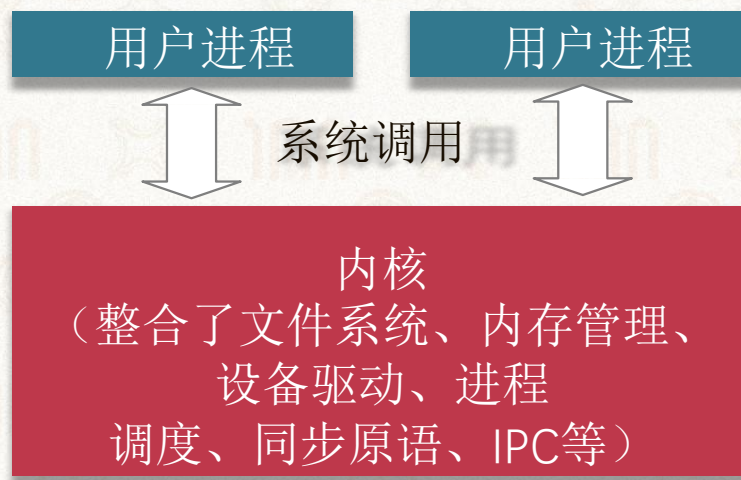 用户进程 用户进程
系统调用
内核
（整合了文件系统、内存管理、
设备驱动、进程
调度、同步原语、IPC等）